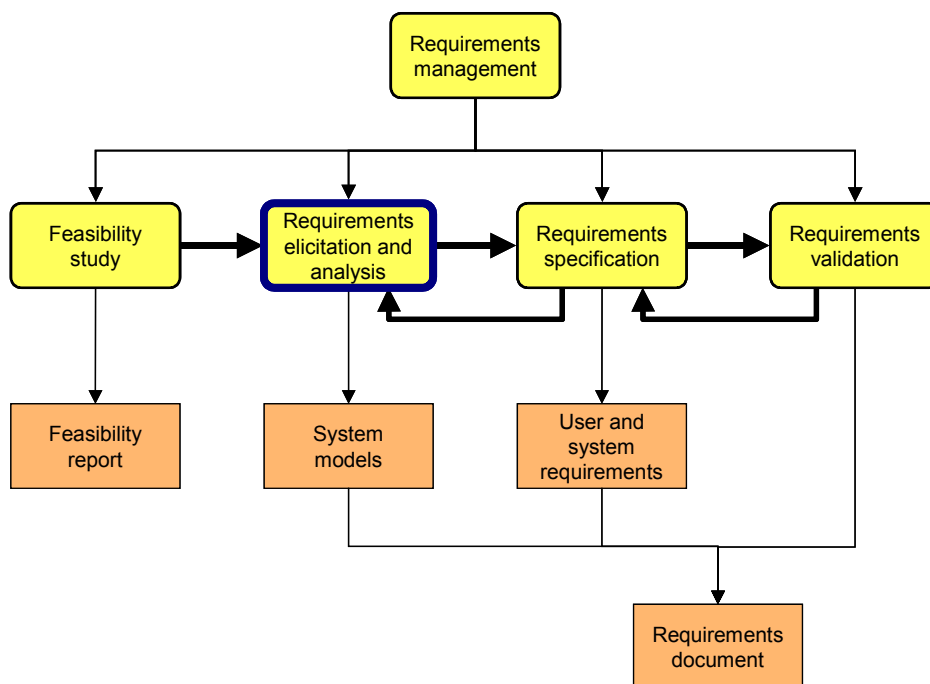 Requirements
management
Feasibility
study
Requirements
elicitation and
analysis
Requirements
specification
Requirements
validation
Feasibility
report
System
models
User and
system
requirements
Requirements
document